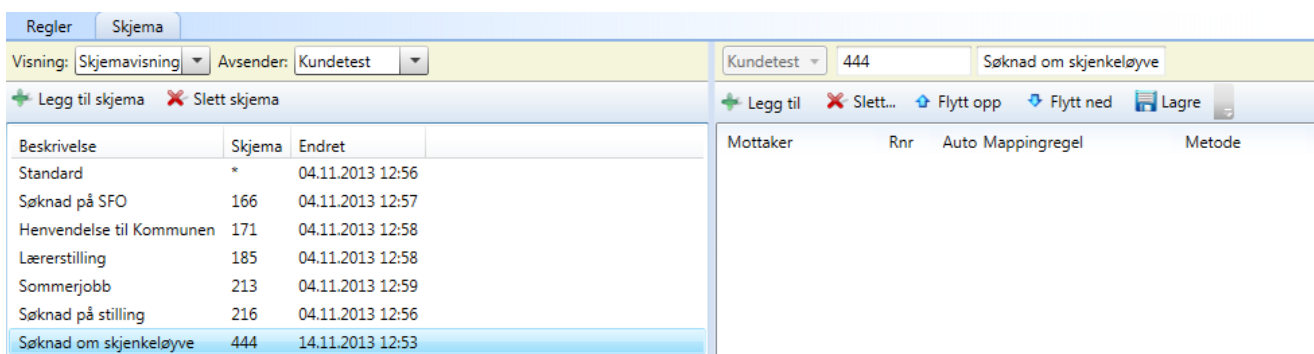 Regler Skjema
Visning: Skjemavisning Avsender: Kundetest
Kundetest 444 Søknad om skjenkeløyve
Legg til skjema Slett skjema
Legg til Slett... Flytt opp Flytt ned Lagre
Beskrivelse Skjema Endret
Mottaker Rnr Auto Mappingregel Metode
Standard * 04.11.2013 12:56
Søknad på SFO 166 04.11.2013 12:57
Henvendelse til Kommunen 171 04.11.2013 12:58
Lærerstilling 185 04.11.2013 12:58
Sommerjobb 213 04.11.2013 12:59
Søknad på stilling 216 04.11.2013 12:56
Søknad om skjenkeløyve 444 14.11.2013 12:53